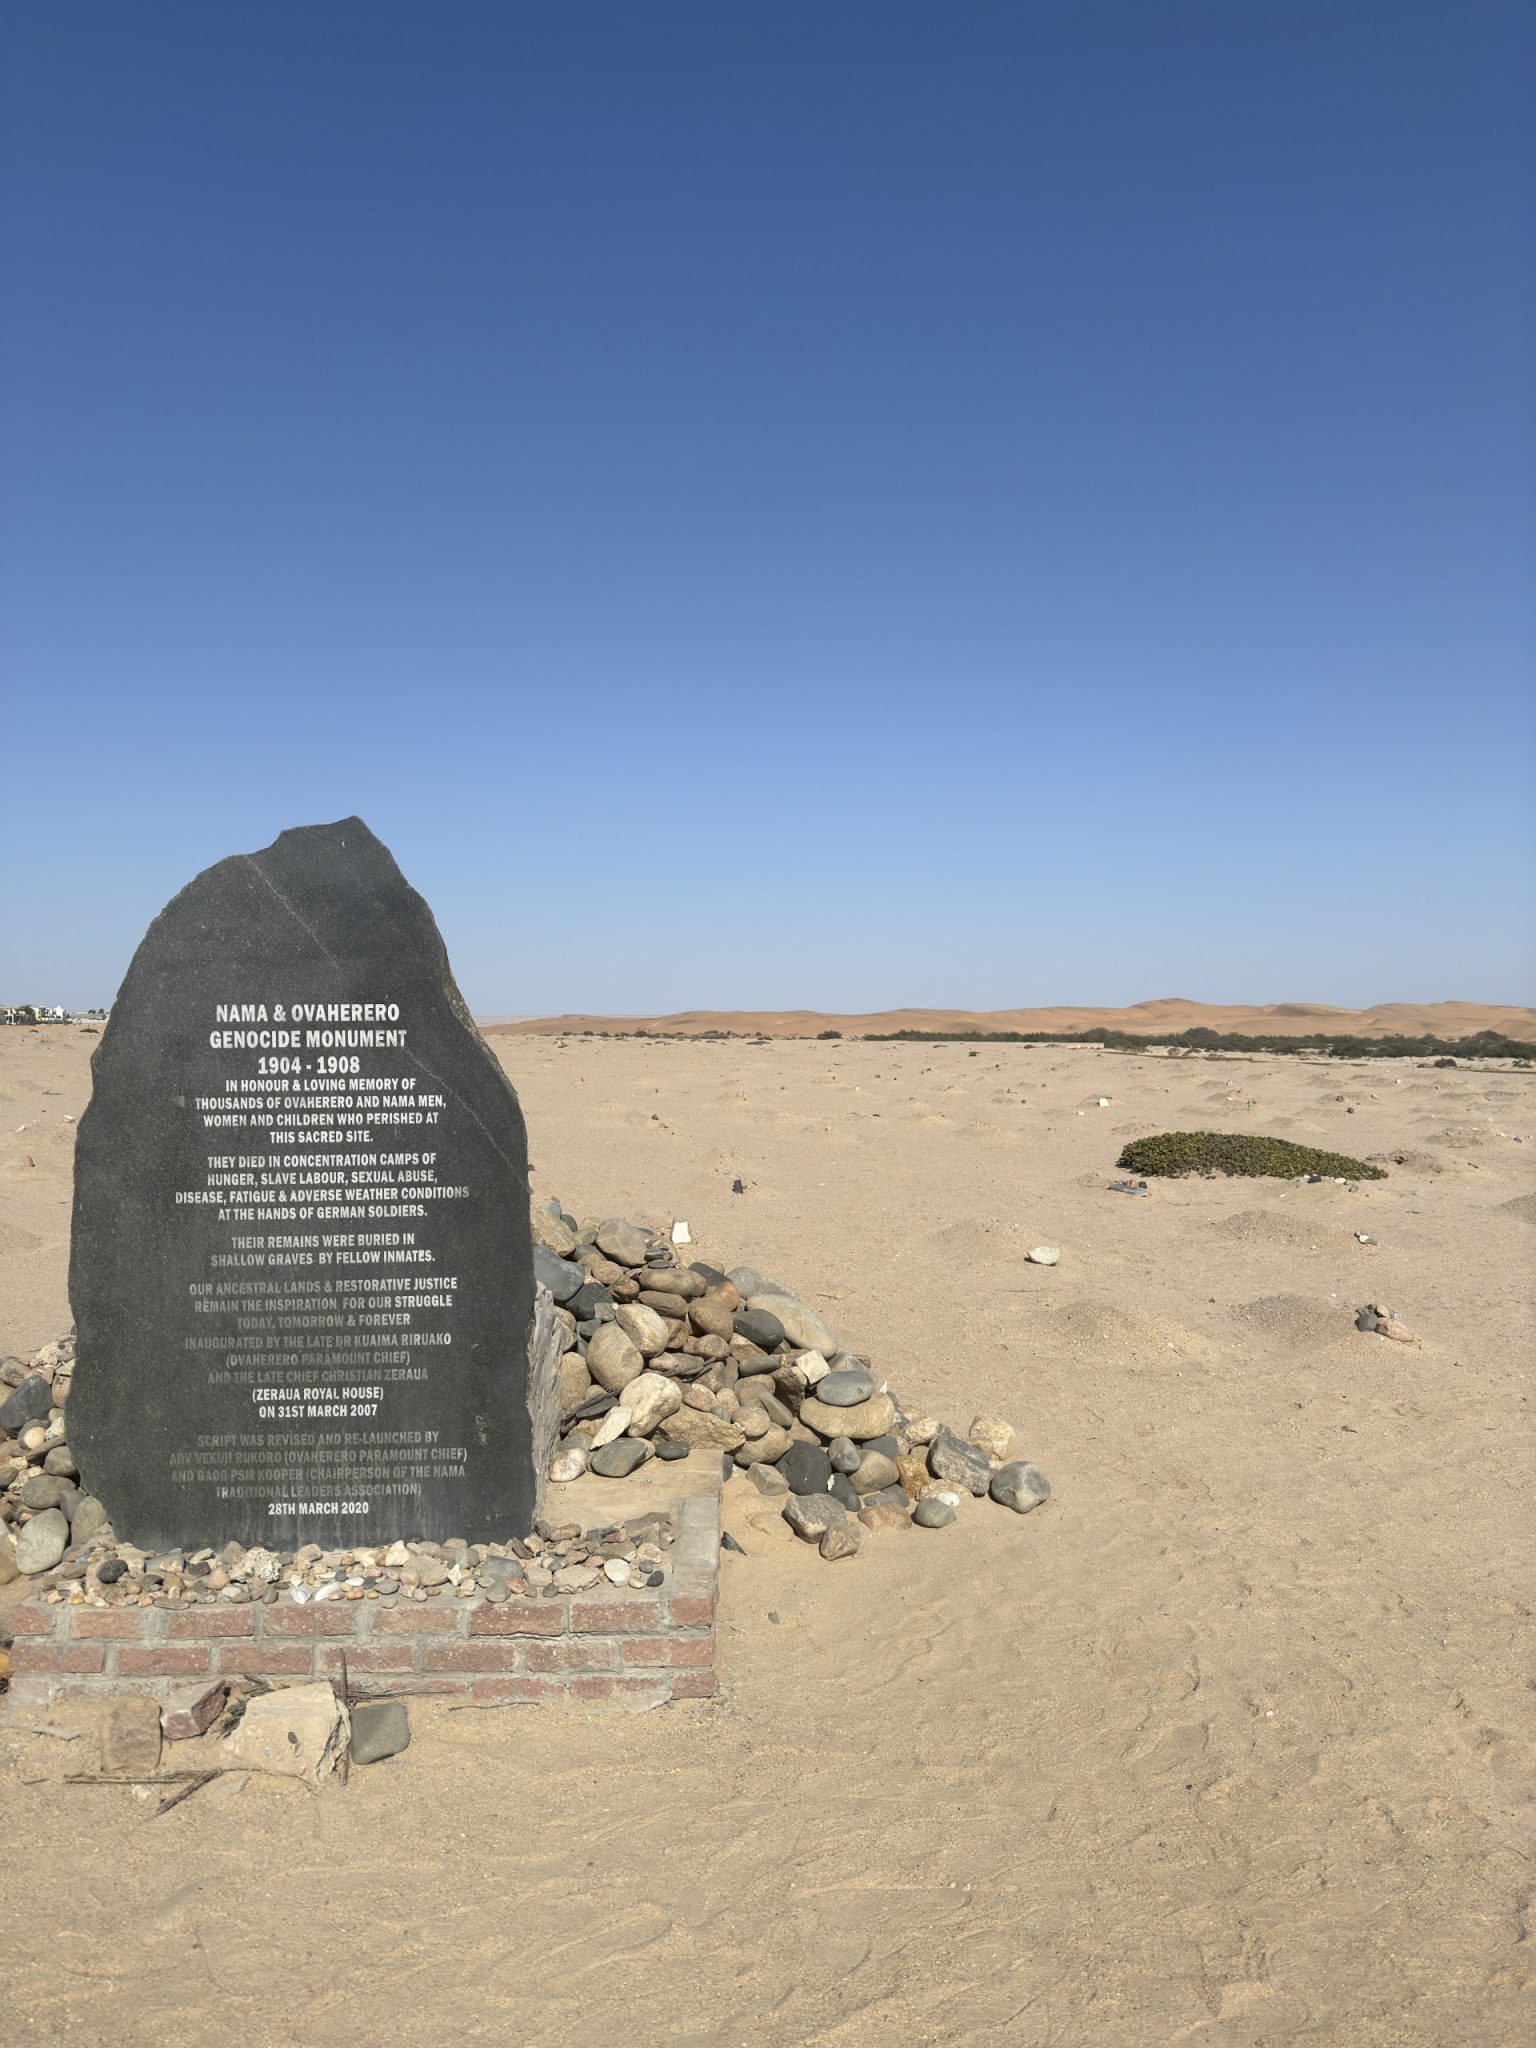 NAMA & OVAHERERO
GENOCIDE MONUMENT
1904 - 1908
IN HONOUR & LOVING MEMORY OF
THOUSANDS OF OVAHERERO AND NAMA MEN,
WOMEN AND CHILDREN WHO PERISHED AT
THIS SACRED SITE.
THEY DIED IN CONCENTRATION CAMPS OF
HUNGER, SLAVE LABOUR, SEXUAL ABUSE,
DISEASE, FATIGUE & ADVERSE WEATHER CONDITIONS
AT THE HANDS OF GERMAN SOLDIERS.
THEIR REMAINS WERE BURIED IN
SHALLOW GRAVES BY FELLOW INMATES.
OUR ANCESTRAL LANDS & RESTORATIVE JUSTICE
REMAIN THE INSPIRATION FOR OUR STRUGGLE
TODAY, TOMORROW & FOREVER
INAUGURATED BY THE LATE DR KUAIMA RIRUAKO
(OVAHERERO PARAMOUNT CHIEF)
AND THE LATE CHIEF CHRISTIAN ZERAUA
(ZERAUA ROYAL HOUSE)
ON 31ST MARCH 2007
SCRIPT WAS REVISED AND RE-LAUNCHED BY
ADV VEKUJI RUKORO (OVAHERERO PARAMOUNT CHIEF)
AND GAOB PSM KOOPER (CHAIRPERSON OF THE NAMA
TRADITIONAL LEADERS ASSOCIATION)
28TH MARCH 2020